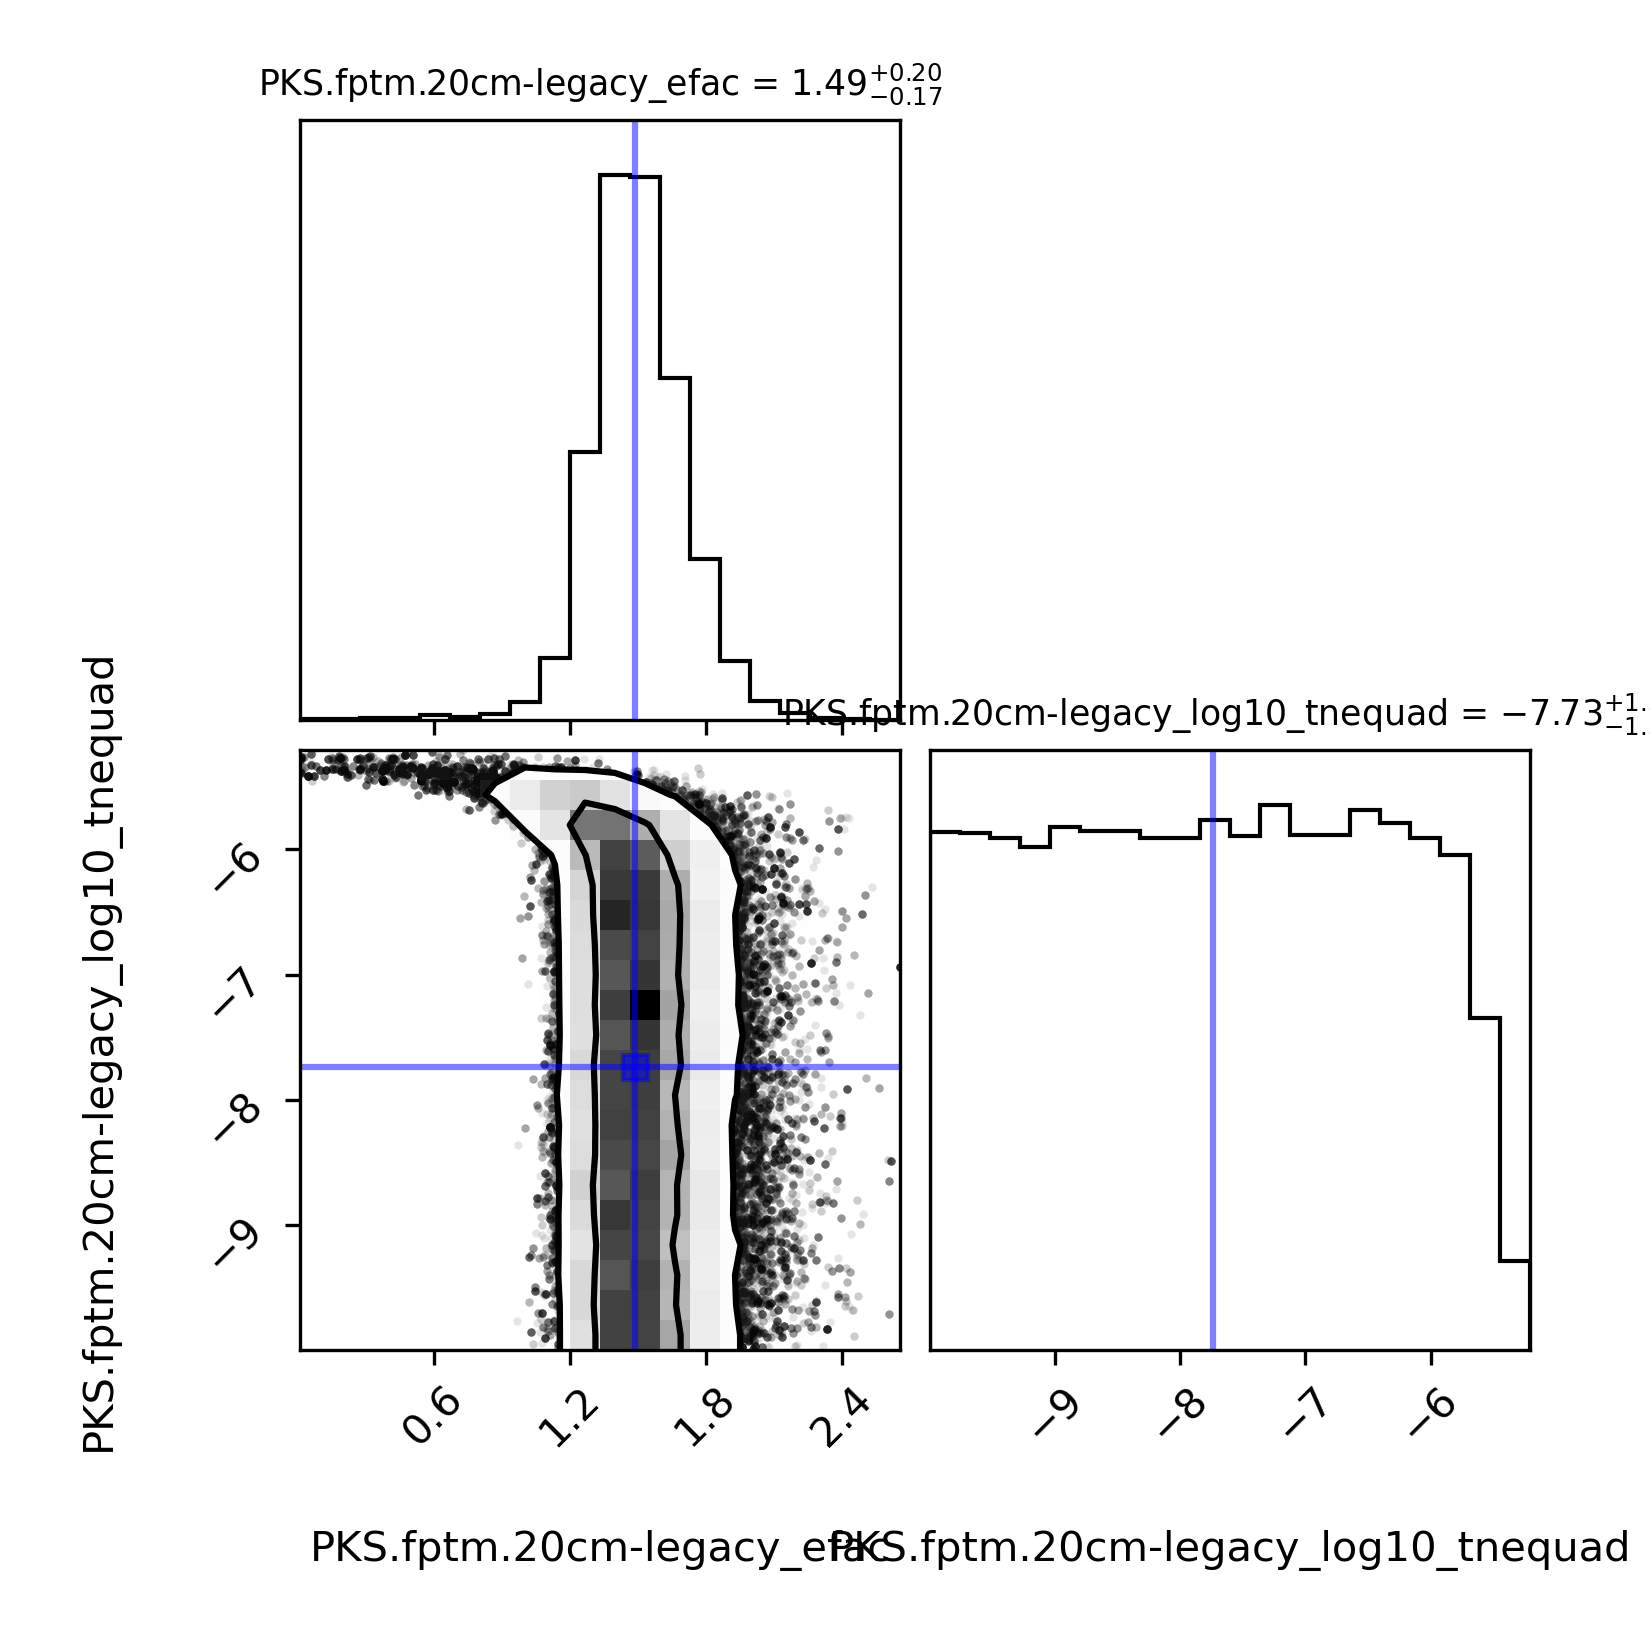 PKS.fptm.20cm-legacy_efac = 1.49+0.20 −0.17
PKS.fptm.20cm-legacy_log10_tnequad = −7.73+1. −1.
PKS.fptm.20cm-legacy_log10_tnequad
−6
−7
−8
−9
0.6
1.2
1.8
2.4
−9
−8
−7
−6
PKS.fptm.20cm-legacy_efac
PKS.fptm.20cm-legacy_log10_tnequad